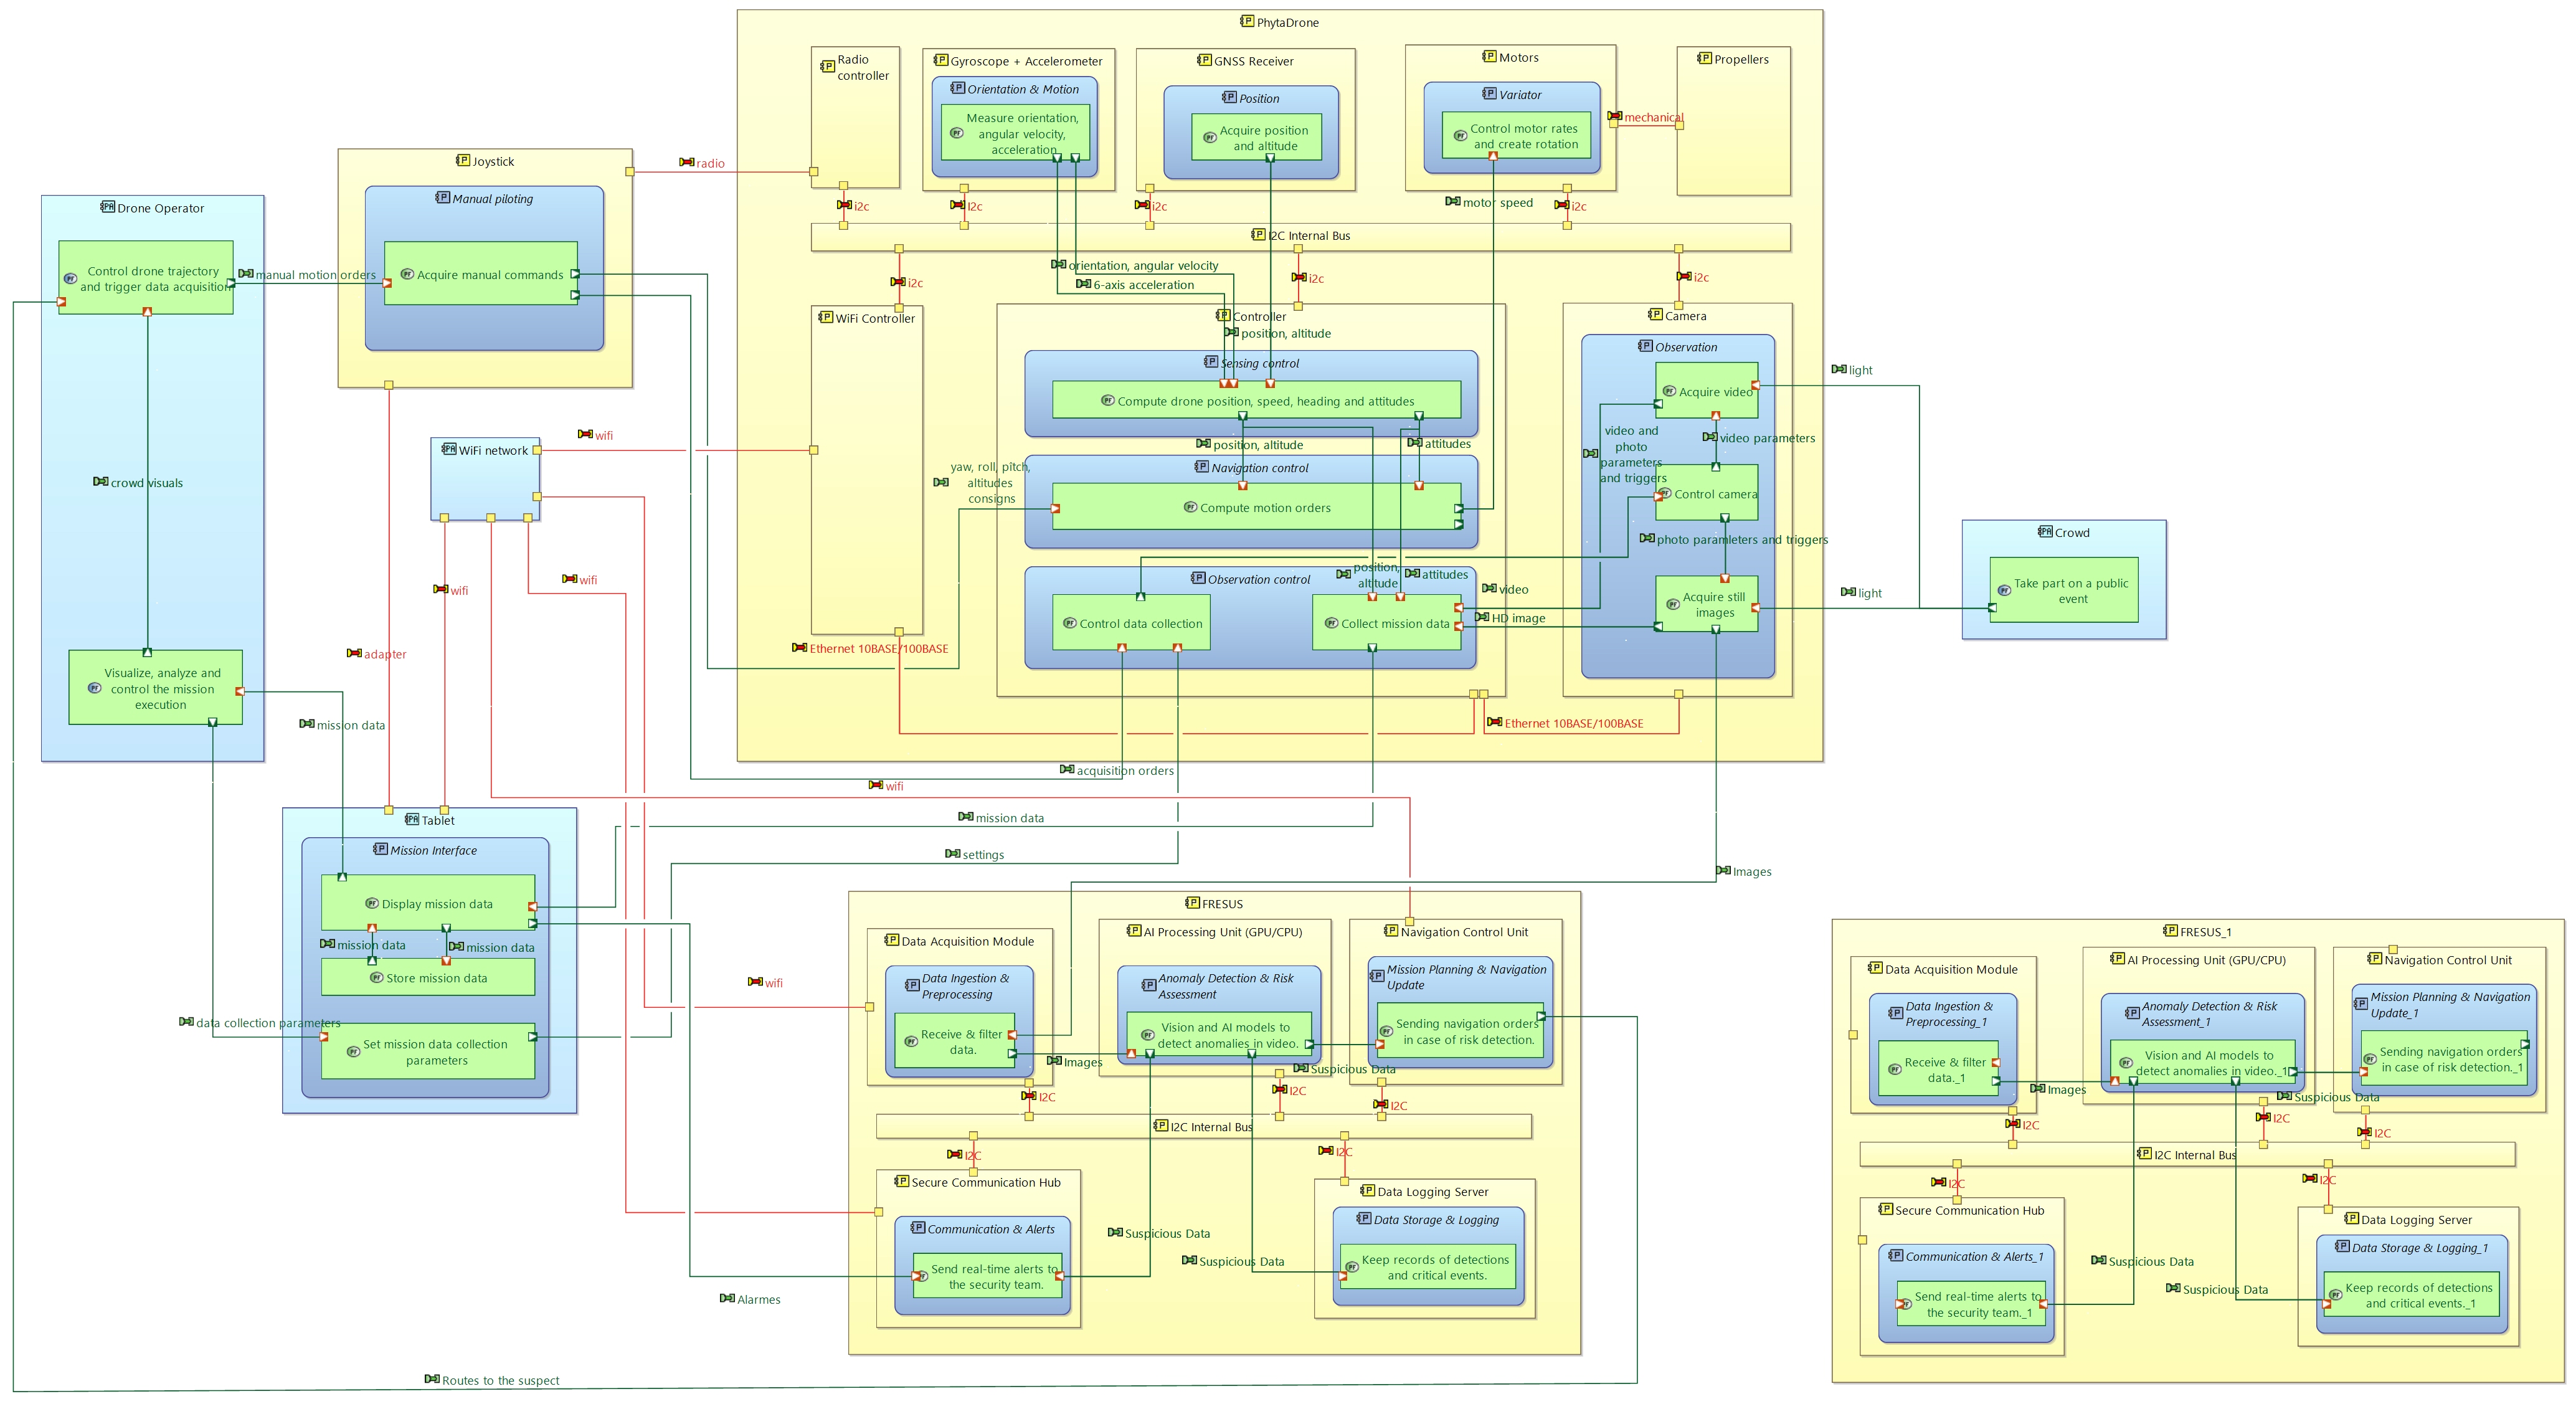 PhytaDrone
Radio
controller
Gyroscope + Accelerometer
Orientation & Motion
Measure orientation,
angular velocity,
acceleration
GNSS Receiver
Position
Acquire position
and altitude
Motors
Variator
Control motor rates
and create rotation
mechanical
Propellers
radio
i2c
I2c
i2c
motor speed
i2c
I2C Internal Bus
i2c
orientation, angular velocity
6-axis acceleration
i2c
i2c
Joystick
Manual piloting
Acquire manual commands
Drone Operator
Control drone trajectory
and trigger data acquisition
manual motion orders
crowd visuals
Visualize, analyze and
control the mission
execution
mission data
WiFi network
wifi
wifi
wifi
adapter
WiFi Controller
Ethernet 10BASE/100BASE
Controller
position, altitude
Sensing control
Compute drone position, speed, heading and attitudes
position, altitude
attitudes
yaw, roll, pitch,
altitudes
consigns
Navigation control
Compute motion orders
Observation control
position,
altitude
attitudes
Control data collection
Collect mission data
video
HD image
Ethernet 10BASE/100BASE
Camera
Observation
Acquire video
video and
photo
parameters
and triggers
video parameters
Control camera
photo paramleters and triggers
Acquire still
images
light
light
Crowd
Take part on a public
event
acquisition orders
wifi
mission data
settings
Images
Tablet
Mission Interface
Display mission data
mission data
mission data
Store mission data
data collection parameters
Set mission data collection
parameters
wifi
FRESUS
Data Acquisition Module
Data Ingestion &
Preprocessing
Receive & filter
data.
Images
AI Processing Unit (GPU/CPU)
Anomaly Detection & Risk
Assessment
Vision and AI models to
detect anomalies in video.
Suspicious Data
Navigation Control Unit
Mission Planning & Navigation
Update
Sending navigation orders
in case of risk detection.
I2C
I2C
I2C
I2C Internal Bus
I2C
I2C
Secure Communication Hub
Communication & Alerts
Send real-time alerts to
the security team.
Suspicious Data
Suspicious Data
Data Logging Server
Data Storage & Logging
Keep records of detections
and critical events.
Alarmes
Routes to the suspect
FRESUS_1
Data Acquisition Module
Data Ingestion &
Preprocessing_1
Receive & filter
data._1
Images
AI Processing Unit (GPU/CPU)
Anomaly Detection & Risk
Assessment_1
Vision and AI models to
detect anomalies in video._1
Suspicious Data
Navigation Control Unit
Mission Planning & Navigation
Update_1
Sending navigation orders
in case of risk detection._1
I2C
I2C
I2C
I2C Internal Bus
I2C
I2C
Secure Communication Hub
Communication & Alerts_1
Send real-time alerts to
the security team._1
Suspicious Data
Suspicious Data
Data Logging Server
Data Storage & Logging_1
Keep records of detections
and critical events._1